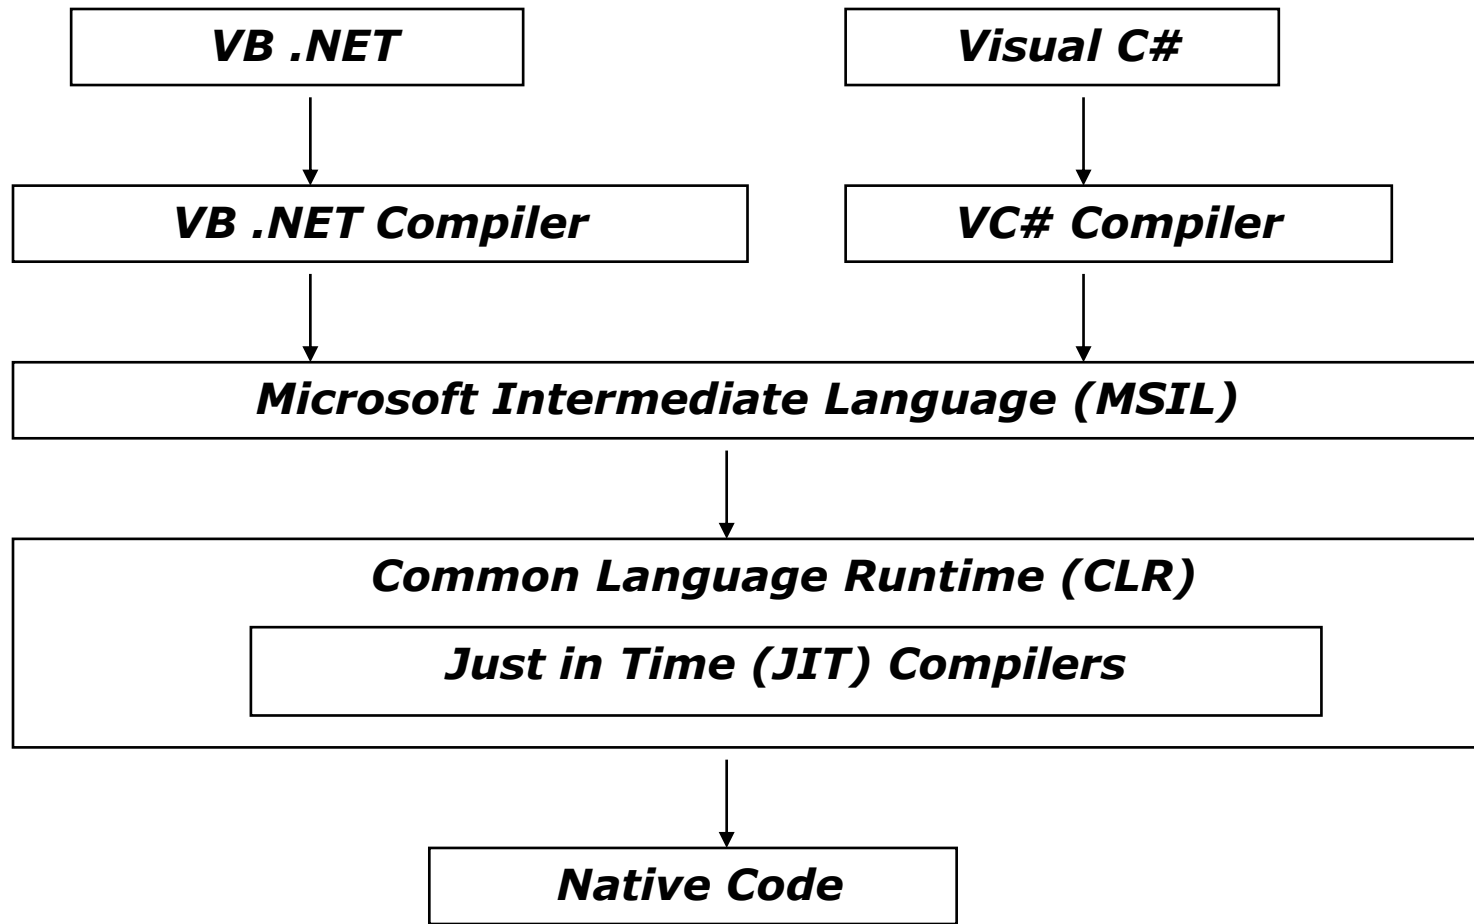 VB .NET
Visual C#
VB .NET Compiler
VC# Compiler
Microsoft Intermediate Language (MSIL)
Common Language Runtime (CLR)
Just in Time (JIT) Compilers
Native Code